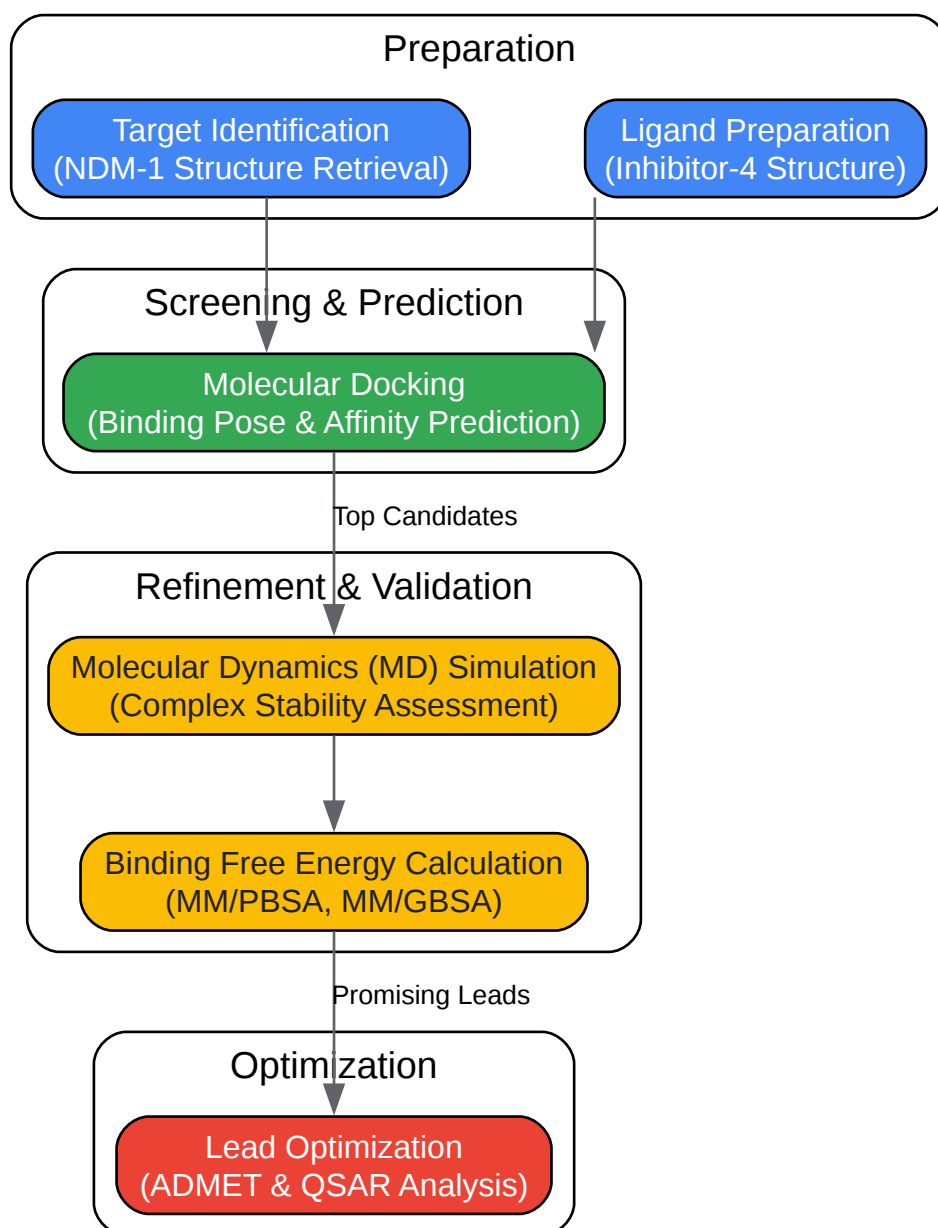 Preparation
Target Identification
(NDM-1 Structure Retrieval)
Ligand Preparation
(Inhibitor-4 Structure)
Screening & Prediction
Molecular Docking
(Binding Pose & Affinity Prediction)
Top Candidates
Refinement & Validation
Molecular Dynamics (MD) Simulation
(Complex Stability Assessment)
Binding Free Energy Calculation
(MM/PBSA, MM/GBSA)
Promising Leads
Optimization
Lead Optimization
(ADMET & QSAR Analysis)